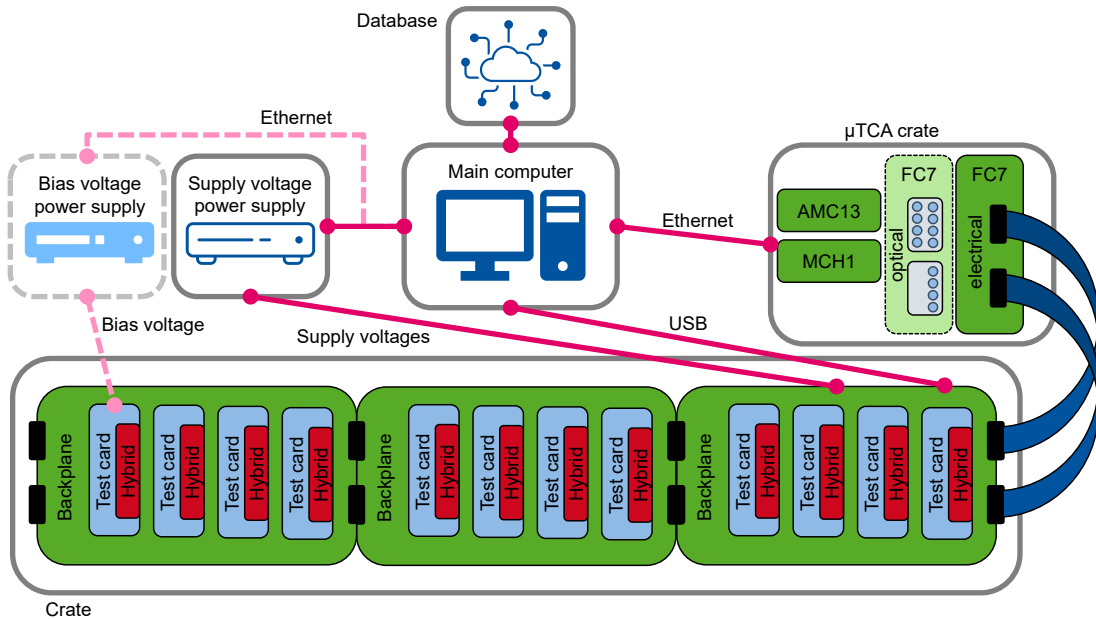 Database
Ethernet
µTCA crate
Bias voltage
power supply
Supply voltage
power supply
Main computer
Ethernet
AMC13
MCH1
FC7
optical
FC7
electrical
Bias voltage
Supply voltages
USB
Backplane
Test card
Hybrid
Test card
Hybrid
Test card
Hybrid
Test card
Hybrid
Backplane
Test card
Hybrid
Test card
Hybrid
Test card
Hybrid
Test card
Hybrid
Backplane
Test card
Hybrid
Test card
Hybrid
Test card
Hybrid
Test card
Hybrid
Crate